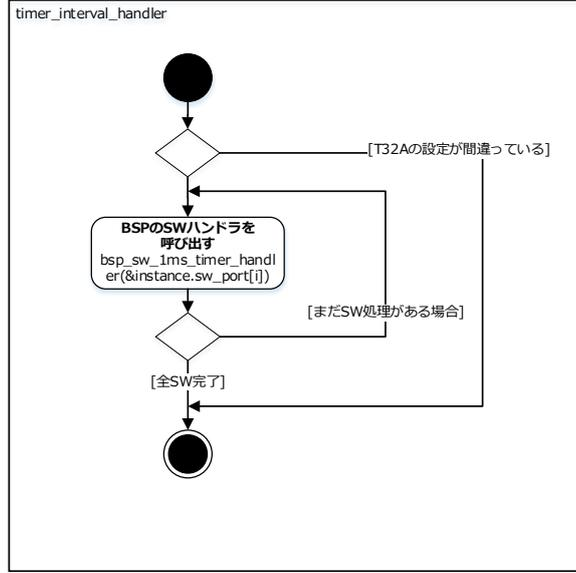 timer_interval_handler
[T32Aの設定が間違っている]
BSPのSWハンドラを
呼び出す
bsp_sw_1ms_timer_handl
er(&instance.sw_port[i])
[まだSW処理がある場合]
[全SW完了]